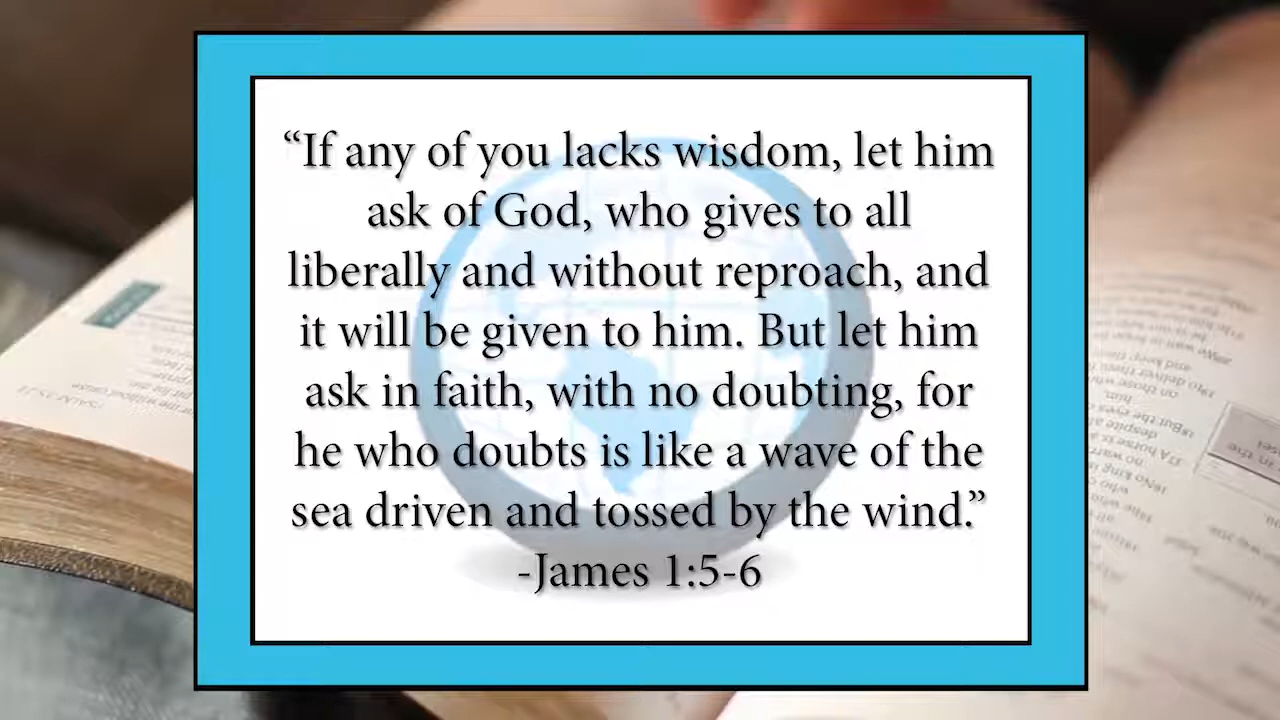 “If any of you lacks wisdom, let him
ask of God, who gives to all
liberally and without reproach, and
it will be given to him. But let him
ask in faith, with no doubting, for
he who doubts is like a wave of the
sea driven and tossed by the wind.”
-James 1:5-6